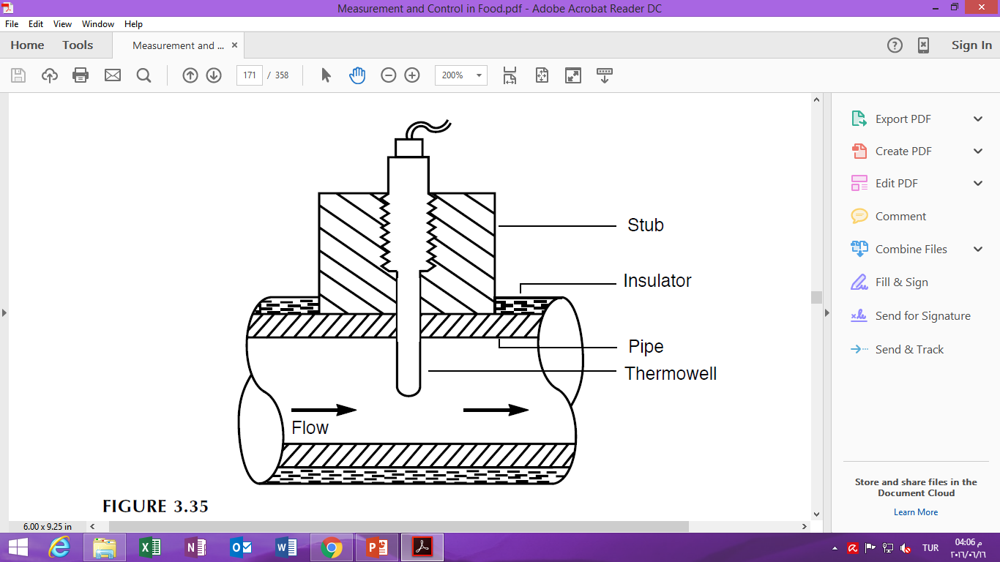 Measurement and Control in Food.pdf - Adobe Acrobat Reader DC
File Edit View Window Help
Home Tools Measurement and ... × Sign In
171 / 358 200%
Export PDF
Create PDF
Edit PDF
Comment
Combine Files
Fill & Sign
Send for Signature
Send & Track
Stub
Insulator
Pipe
Thermowell
Flow
FIGURE 3.35
Store and share files in the
Document Cloud
Learn More
6.00 x 9.25 in
TUR
04:06 م
٢٠١٦/٠٦/١٦